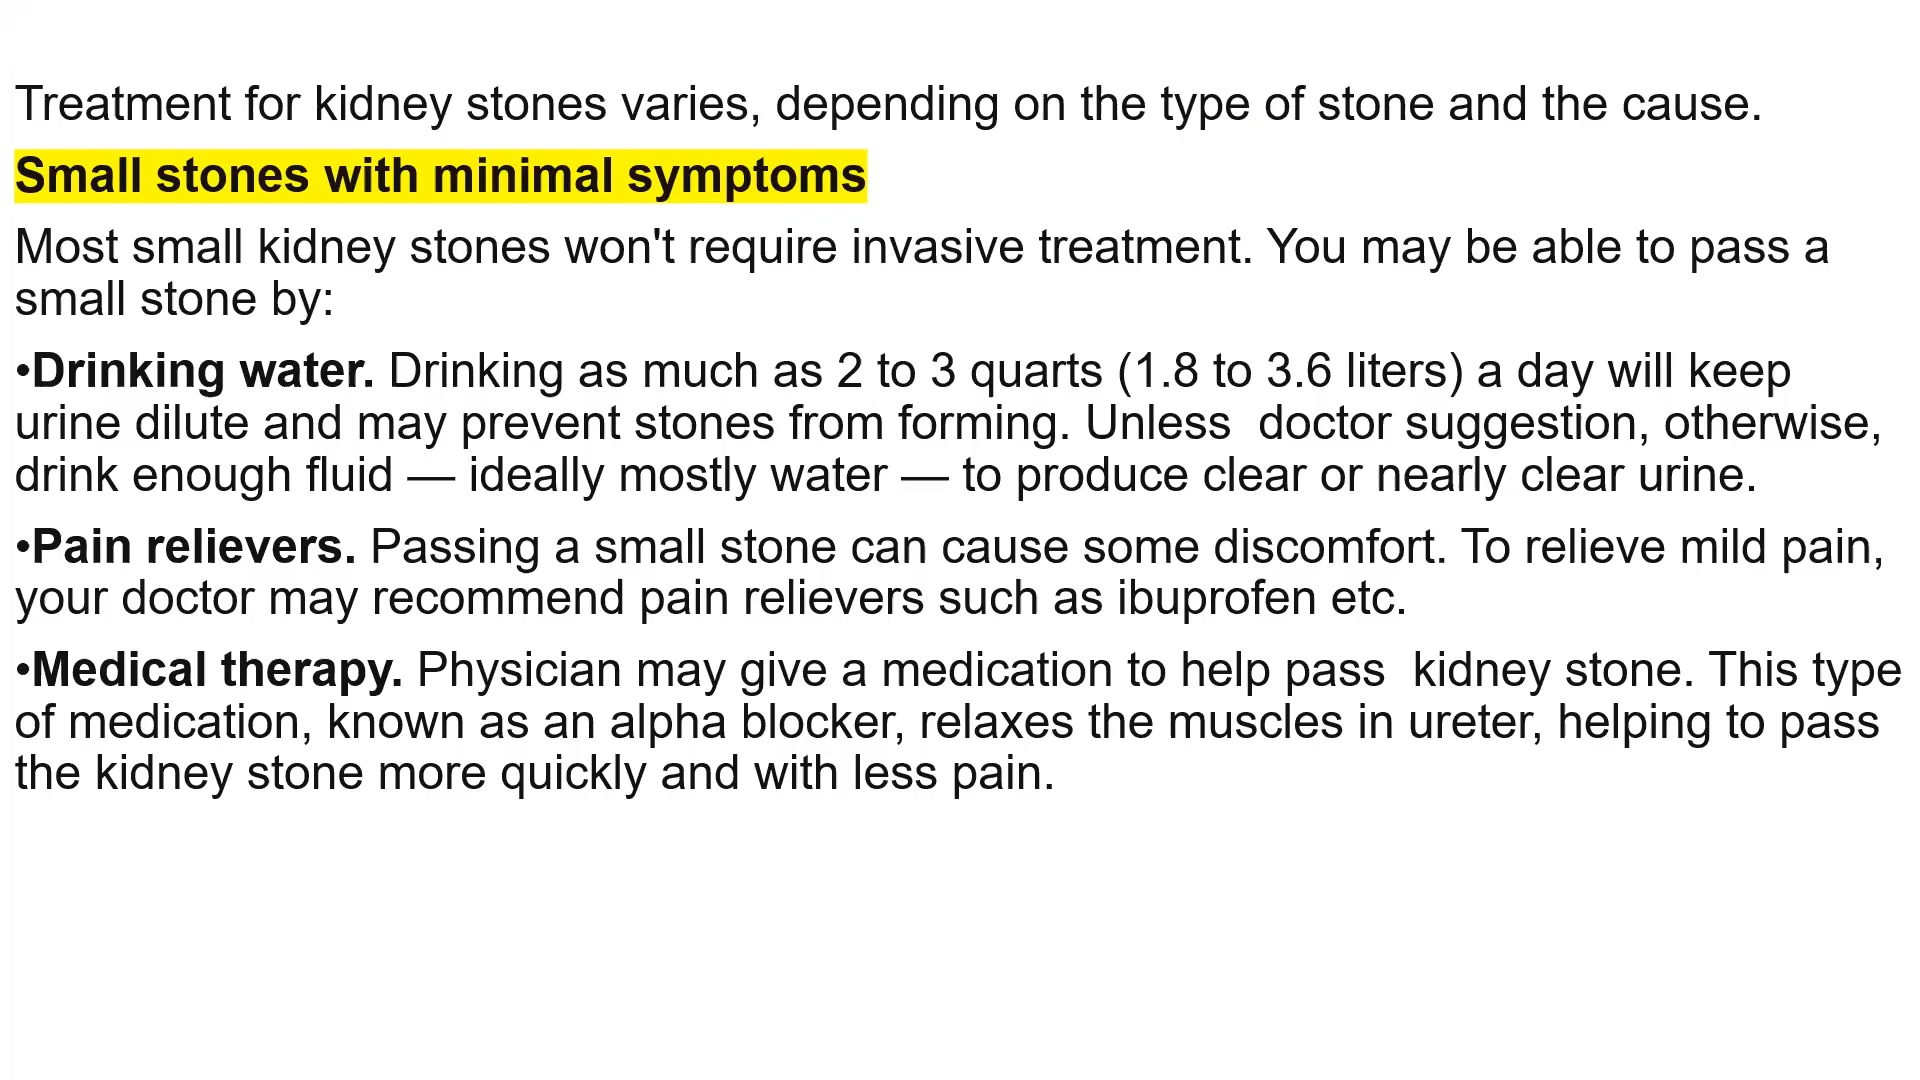 Treatment for kidney stones varies, depending on the type of stone and the cause.
Small stones with minimal symptoms
Most small kidney stones won't require invasive treatment. You may be able to pass a
small stone by:
•Drinking water. Drinking as much as 2 to 3 quarts (1.8 to 3.6 liters) a day will keep
urine dilute and may prevent stones from forming. Unless  doctor suggestion, otherwise,
drink enough fluid — ideally mostly water — to produce clear or nearly clear urine.
•Pain relievers. Passing a small stone can cause some discomfort. To relieve mild pain,
your doctor may recommend pain relievers such as ibuprofen etc.
•Medical therapy. Physician may give a medication to help pass  kidney stone. This type
of medication, known as an alpha blocker, relaxes the muscles in ureter, helping to pass
the kidney stone more quickly and with less pain.